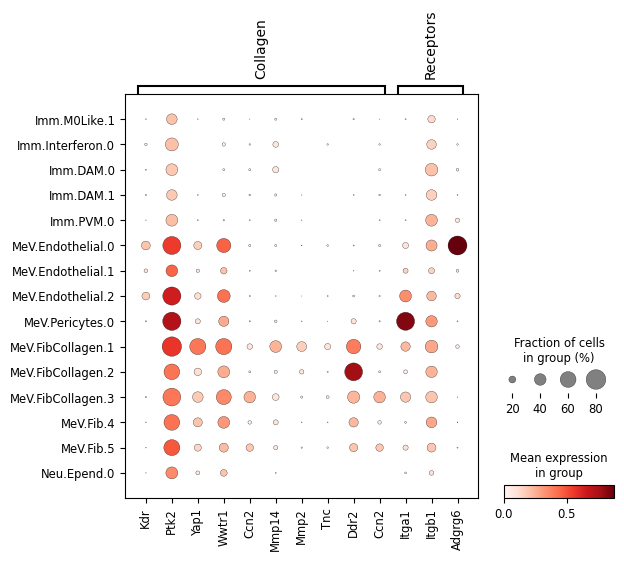 Collagen
Receptors
Imm.M0Like.1
Imm.Interferon.0
Imm.DAM.0
Imm.DAM.1
Imm.PVM.0
MeV.Endothelial.0
MeV.Endothelial.1
MeV.Endothelial.2
MeV.Pericytes.0
MeV.FibCollagen.1
MeV.FibCollagen.2
MeV.FibCollagen.3
MeV.Fib.4
MeV.Fib.5
Neu.Epend.0
Kdr
Ptk2
Yap1
Wwtr1
Ccn2
Mmp14
Mmp2
Tnc
Ddr2
Ccn2
Itga1
Itgb1
Adgrg6
Fraction of cells
in group (%)
20 40 60 80
Mean expression
in group
0.0 0.5